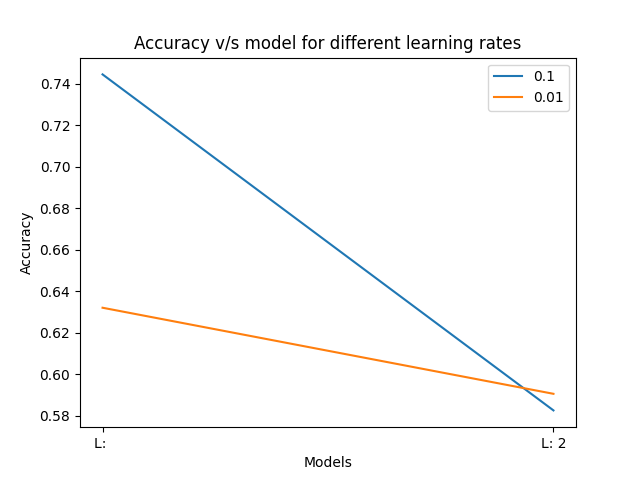 Accuracy v/s model for different learning rates
0.1
0.01
0.74
0.72
0.70
0.68
0.66
0.64
0.62
0.60
0.58
Accuracy
L:
L: 2
Models